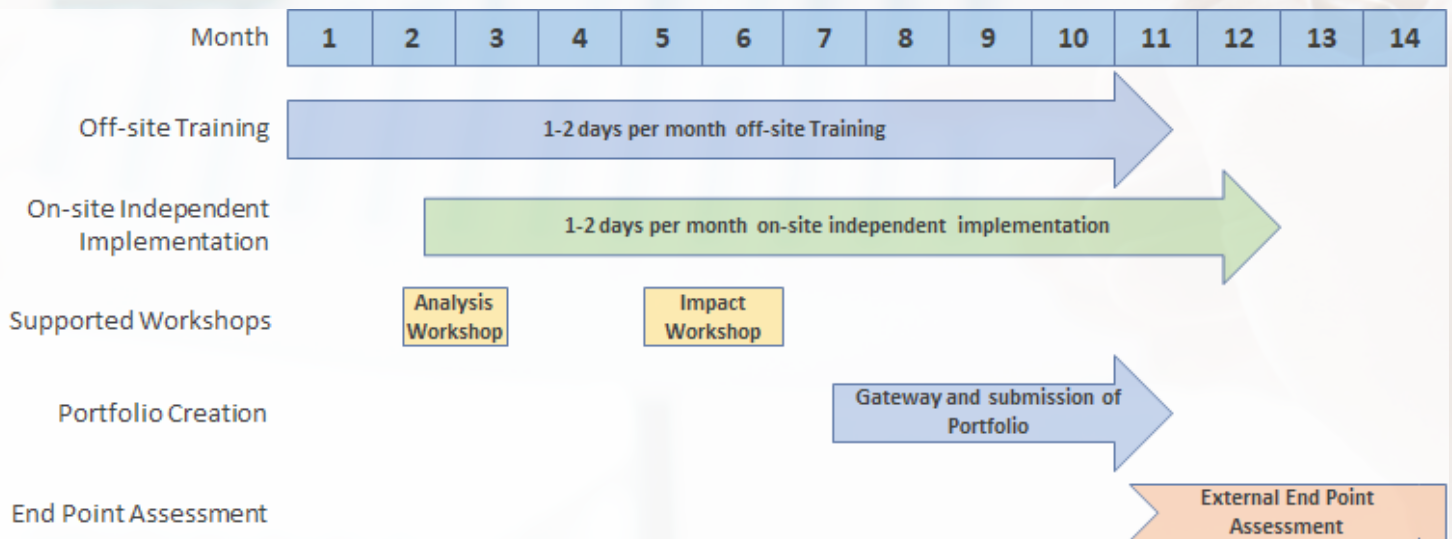 Month 1 2 3 4 5 6 7 8 9 10 11 12 13 14
Off-site Training
1-2 days per month off-site Training
On-site Independent
Implementation
1-2 days per month on-site independent implementation
Supported Workshops
Analysis
Workshop
Impact
Workshop
Portfolio Creation
Gateway and submission of
Portfolio
End Point Assessment
External End Point
Assessment